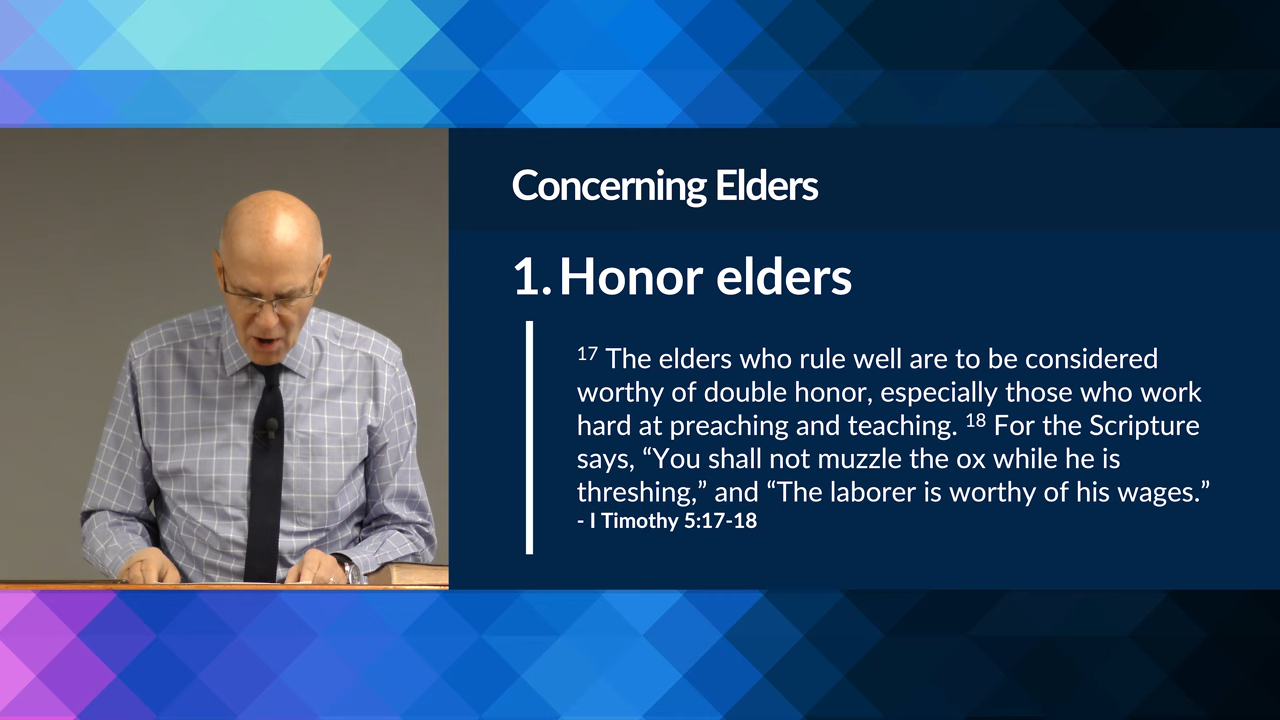 Concerning Elders
1. Honor elders
17 The elders who rule well are to be considered
worthy of double honor, especially those who work
hard at preaching and teaching. 18 For the Scripture
says, “You shall not muzzle the ox while he is
threshing,” and “The laborer is worthy of his wages.”
- I Timothy 5:17-18